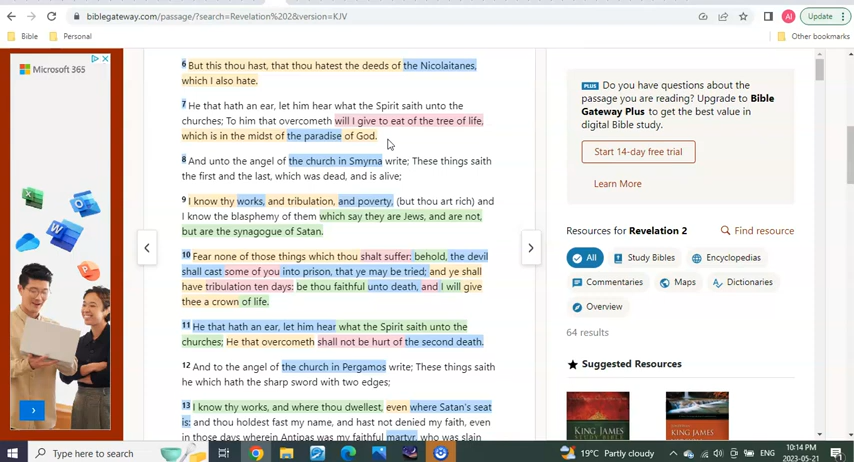 biblegateway.com/passage/?search=Revelation%202&version=KJV
AI
Update
Bible
Personal
Other bookmarks
Microsoft 365
6 But this thou hast, that thou hatest the deeds of the Nicolaitanes,
which I also hate.
7 He that hath an ear, let him hear what the Spirit saith unto the
churches; To him that overcometh will I give to eat of the tree of life,
which is in the midst of the paradise of God.
8 And unto the angel of the church in Smyrna write; These things saith
the first and the last, which was dead, and is alive;
9 I know thy works, and tribulation, and poverty, (but thou art rich) and
I know the blasphemy of them which say they are Jews, and are not,
but are the synagogue of Satan.
10 Fear none of those things which thou shalt suffer: behold, the devil
shall cast some of you into prison, that ye may be tried; and ye shall
have tribulation ten days: be thou faithful unto death, and I will give
thee a crown of life.
11 He that hath an ear, let him hear what the Spirit saith unto the
churches; He that overcometh shall not be hurt of the second death.
12 And to the angel of the church in Pergamos write; These things saith
he which hath the sharp sword with two edges;
13 I know thy works, and where thou dwellest, even where Satan's seat
is: and thou holdest fast my name, and hast not denied my faith, even
in those days wherein Antipas was my faithful martyr, who was slain
PLUS Do you have questions about the
passage you are reading? Upgrade to Bible
Gateway Plus to get the best value in
digital Bible study.
Start 14-day free trial
Learn More
Resources for Revelation 2
Find resource
All
Study Bibles
Encyclopedias
Commentaries
Maps
Dictionaries
Overview
64 results
Suggested Resources
KING JAMES
KING JAMES
Type here to search
19°C Partly cloudy
ENG
10:14 PM
2023-05-21